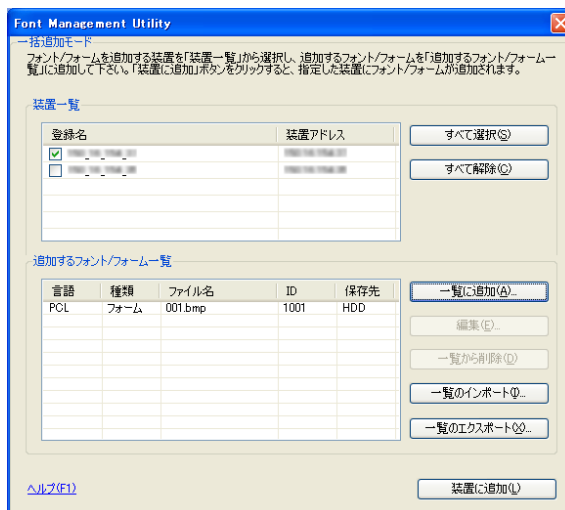 Font Management Utility
一括追加モード
フォント/フォームを追加する装置を「装置一覧」から選択し、追加するフォント/フォームを「追加するフォント/フォーム一
覧」に追加して下さい。「装置に追加」ボタンをクリックすると、指定した装置にフォント/フォームが追加されます。
装置一覧
登録名 装置アドレス
すべて選択(S)
すべて解除(C)
追加するフォント/フォーム一覧
言語 種類 ファイル名 ID 保存先
PCL フォーム 001.bmp 1001 HDD
一覧に追加(A)...
編集(E)...
一覧から削除(D)
一覧のインポート(I)...
一覧のエクスポート(X)...
ヘルプ(F1)
装置に追加(L)